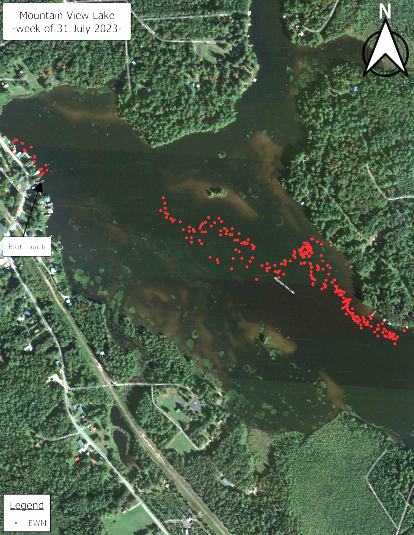 Mountain View Lake
-week of 31 July 2023-
N
Boat Launch
Legend
EWM